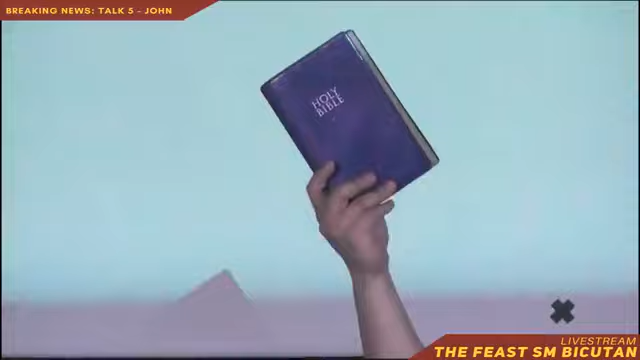 BREAKING NEWS: TALK 5 - JOHN
HOLY
BIBLE
LIVESTREAM
THE FEAST SM BICUTAN